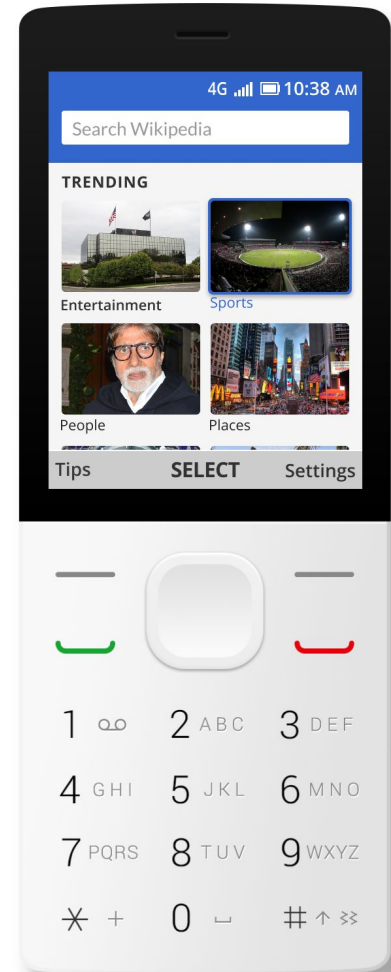 4G 10:38 AM
Search Wikipedia
TRENDING
Entertainment Sports
People Places
Tips SELECT Settings
1 2 ABC 3 DEF
4 GHI 5 JKL 6 MNO
7 PQRS 8 TUV 9 WXYZ
* + 0 #